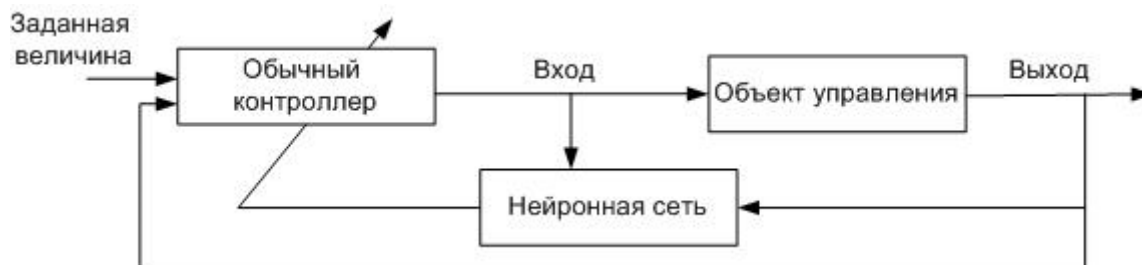 Заданная
величина
Обычный
контроллер
Вход
Объект управления
Выход
Нейронная сеть